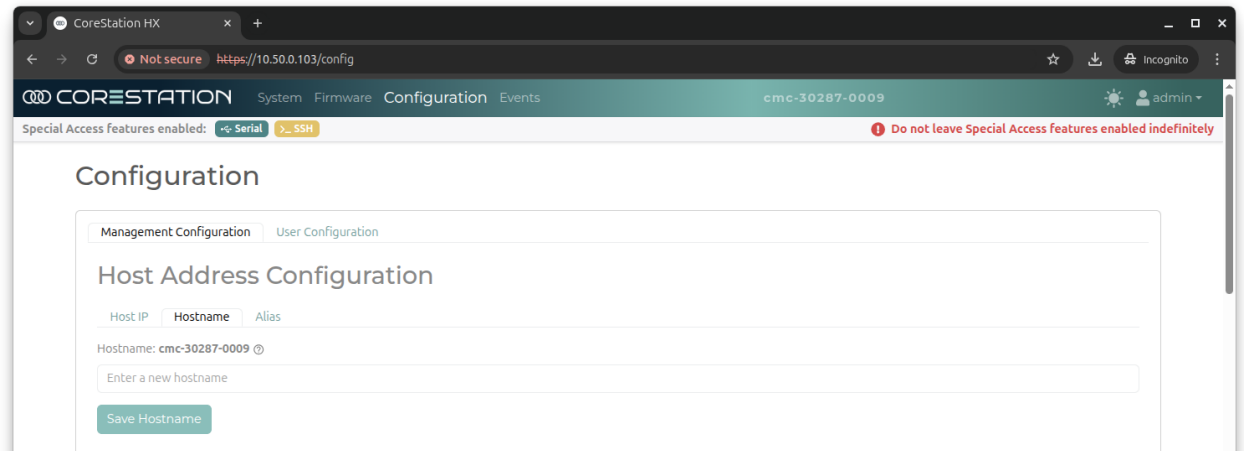 CoreStation HX
Not secure https://10.50.0.103/config Incognito
CORESTATION System Firmware Configuration Events cmc-30287-0009 admin
Special Access features enabled: Serial >_ SSH Do not leave Special Access features enabled indefinitely
Configuration
Management Configuration User Configuration
Host Address Configuration
Host IP Hostname Alias
Hostname: cmc-30287-0009
Enter a new hostname
Save Hostname